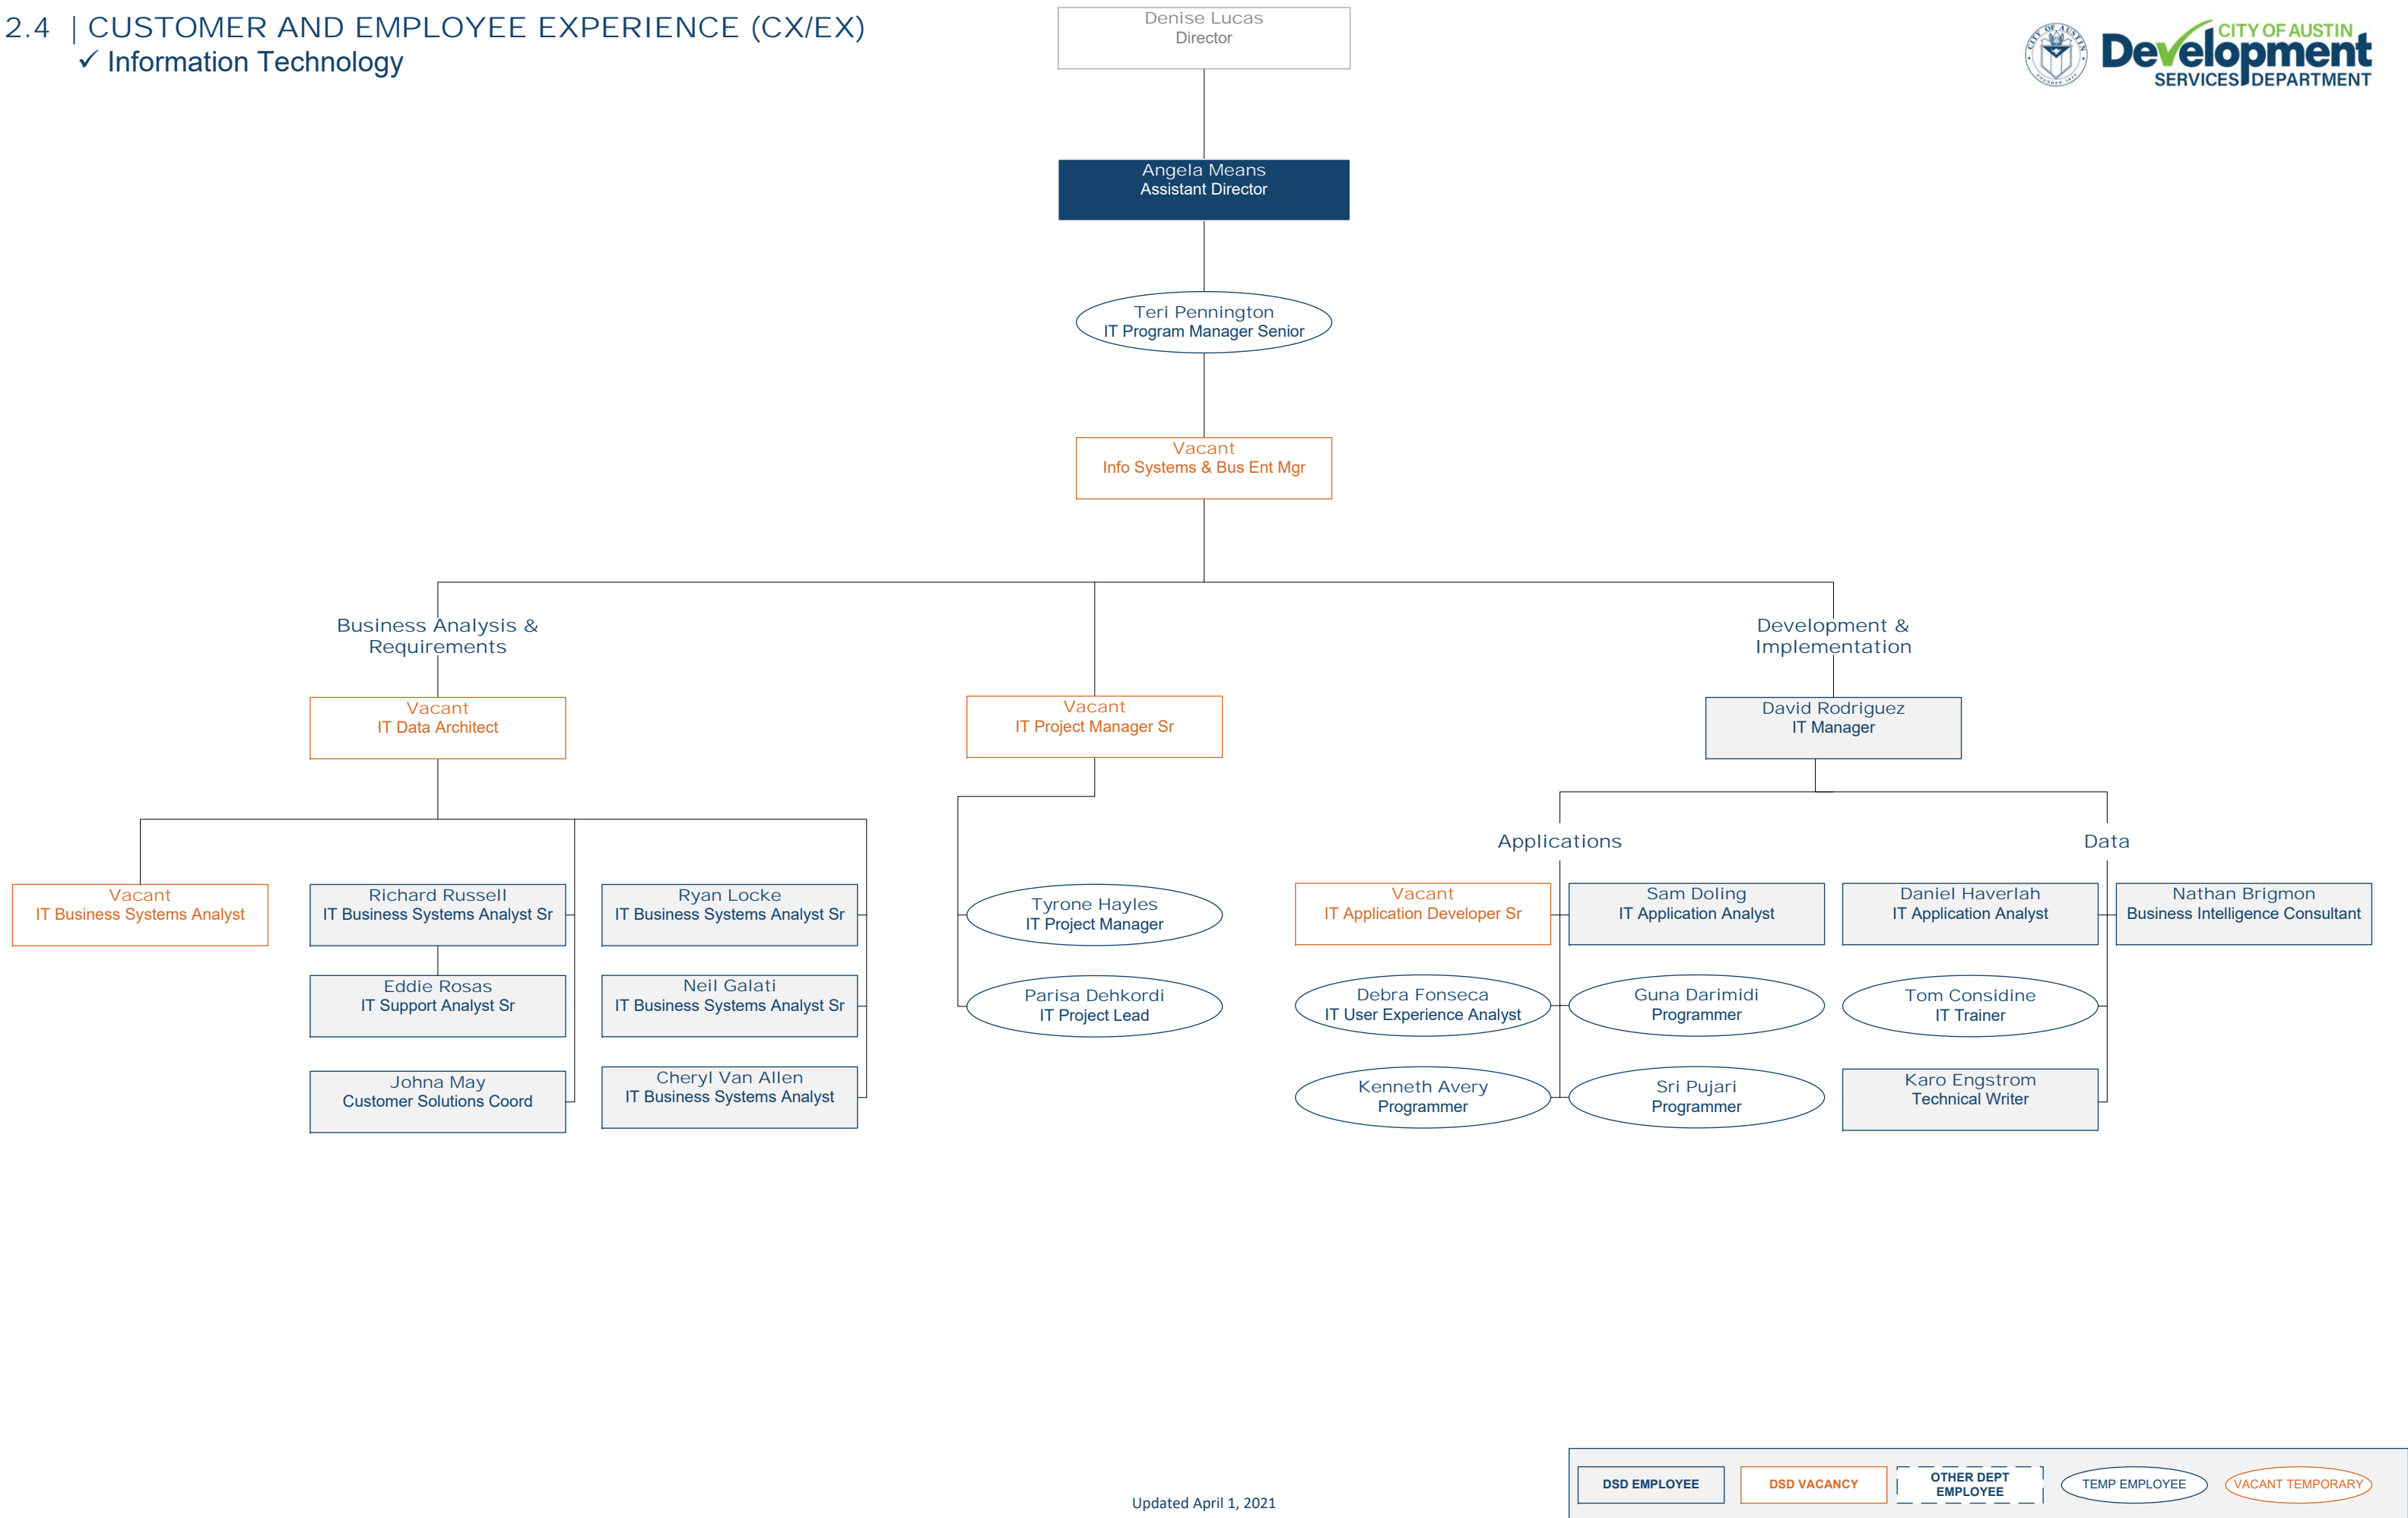 2.4 | CUSTOMER AND EMPLOYEE EXPERIENCE (CX/EX)
✓ Information Technology
CITY OF AUSTIN
Development
SERVICES DEPARTMENT
Denise Lucas
Director
Angela Means
Assistant Director
Teri Pennington
IT Program Manager Senior
Vacant
Info Systems & Bus Ent Mgr
Business Analysis &
Requirements
Development &
Implementation
Vacant
IT Data Architect
Vacant
IT Project Manager Sr
David Rodriguez
IT Manager
Applications
Data
Vacant
IT Business Systems Analyst
Richard Russell
IT Business Systems Analyst Sr
Ryan Locke
IT Business Systems Analyst Sr
Tyrone Hayles
IT Project Manager
Vacant
IT Application Developer Sr
Sam Doling
IT Application Analyst
Daniel Haverlah
IT Application Analyst
Nathan Brigmon
Business Intelligence Consultant
Eddie Rosas
IT Support Analyst Sr
Neil Galati
IT Business Systems Analyst Sr
Parisa Dehkordi
IT Project Lead
Debra Fonseca
IT User Experience Analyst
Guna Darimidi
Programmer
Tom Considine
IT Trainer
Johna May
Customer Solutions Coord
Cheryl Van Allen
IT Business Systems Analyst
Kenneth Avery
Programmer
Sri Pujari
Programmer
Karo Engstrom
Technical Writer
Updated April 1, 2021
DSD EMPLOYEE
DSD VACANCY
OTHER DEPT
EMPLOYEE
TEMP EMPLOYEE
VACANT TEMPORARY